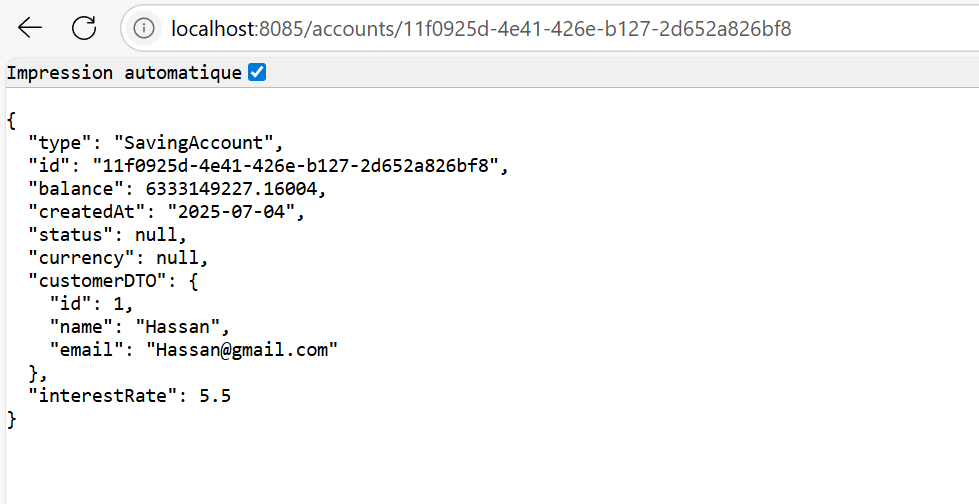 localhost:8085/accounts/11f0925d-4e41-426e-b127-2d652a826bf8
Impression automatique
{
  "type": "SavingAccount",
  "id": "11f0925d-4e41-426e-b127-2d652a826bf8",
  "balance": 6333149227.16004,
  "createdAt": "2025-07-04",
  "status": null,
  "currency": null,
  "customerDTO": {
    "id": 1,
    "name": "Hassan",
    "email": "Hassan@gmail.com"
  },
  "interestRate": 5.5
}